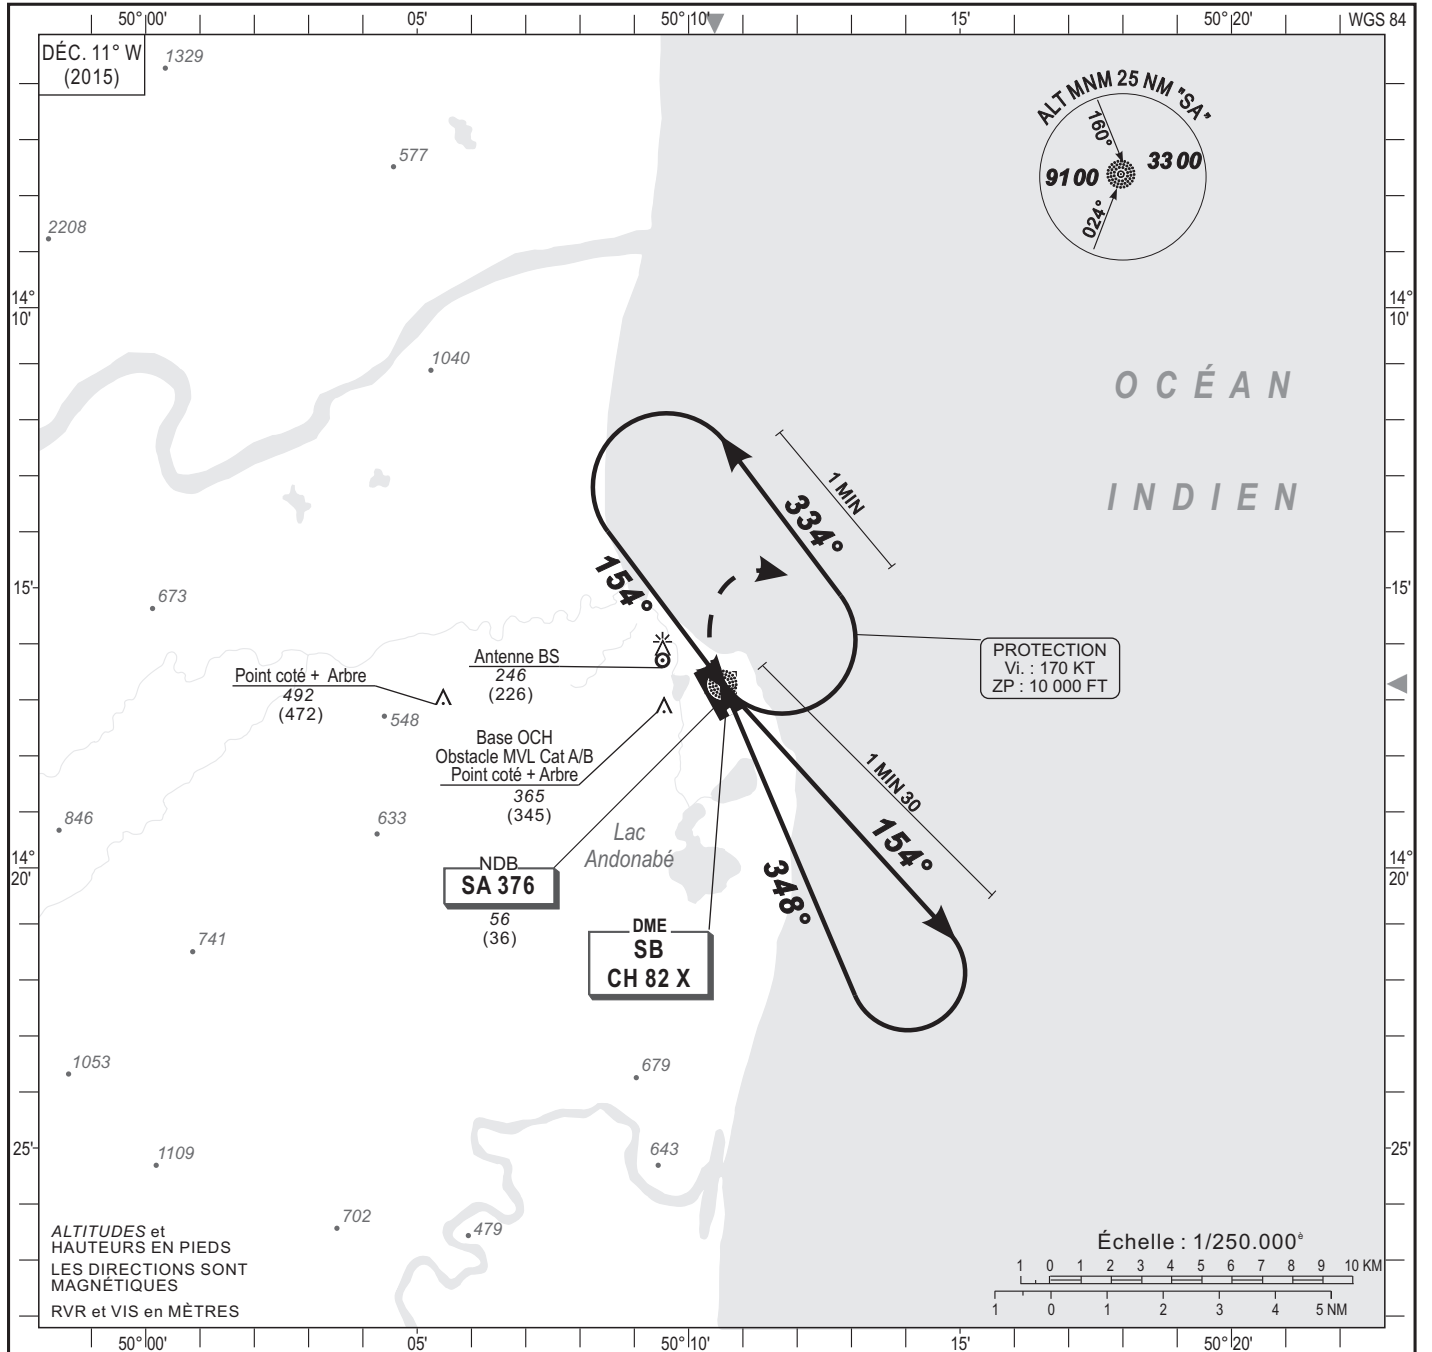 50°00'
05'
50°10'
15'
50°20'
WGS 84
DÉC. 11° W
(2015)
1329
577
2208
ALT MNM 25 NM "SA"
160°
9100
3300
024°
14°
10'
14°
10'
1040
OCÉAN
INDIEN
1 MIN
334°
154°
15'
15'
673
PROTECTION
Vi. : 170 KT
ZP : 10 000 FT
Antenne BS
246
(226)
Point coté + Arbre
492
(472)
548
Base OCH
Obstacle MVL Cat A/B
Point coté + Arbre
365
(345)
1 MIN 30
154°
348°
846
633
Lac
Andonabé
14°
20'
14°
20'
NDB
SA 376
56
(36)
DME
SB
CH 82 X
741
1053
679
25'
25'
1109
643
702
479
ALTITUDES et
HAUTEURS EN PIEDS
LES DIRECTIONS SONT
MAGNÉTIQUES
RVR et VIS en MÈTRES
Échelle : 1/250.000è
1 0 1 2 3 4 5 6 7 8 9 10 KM
1 0 1 2 3 4 5 NM
50°00'
05'
50°10'
15'
50°20'